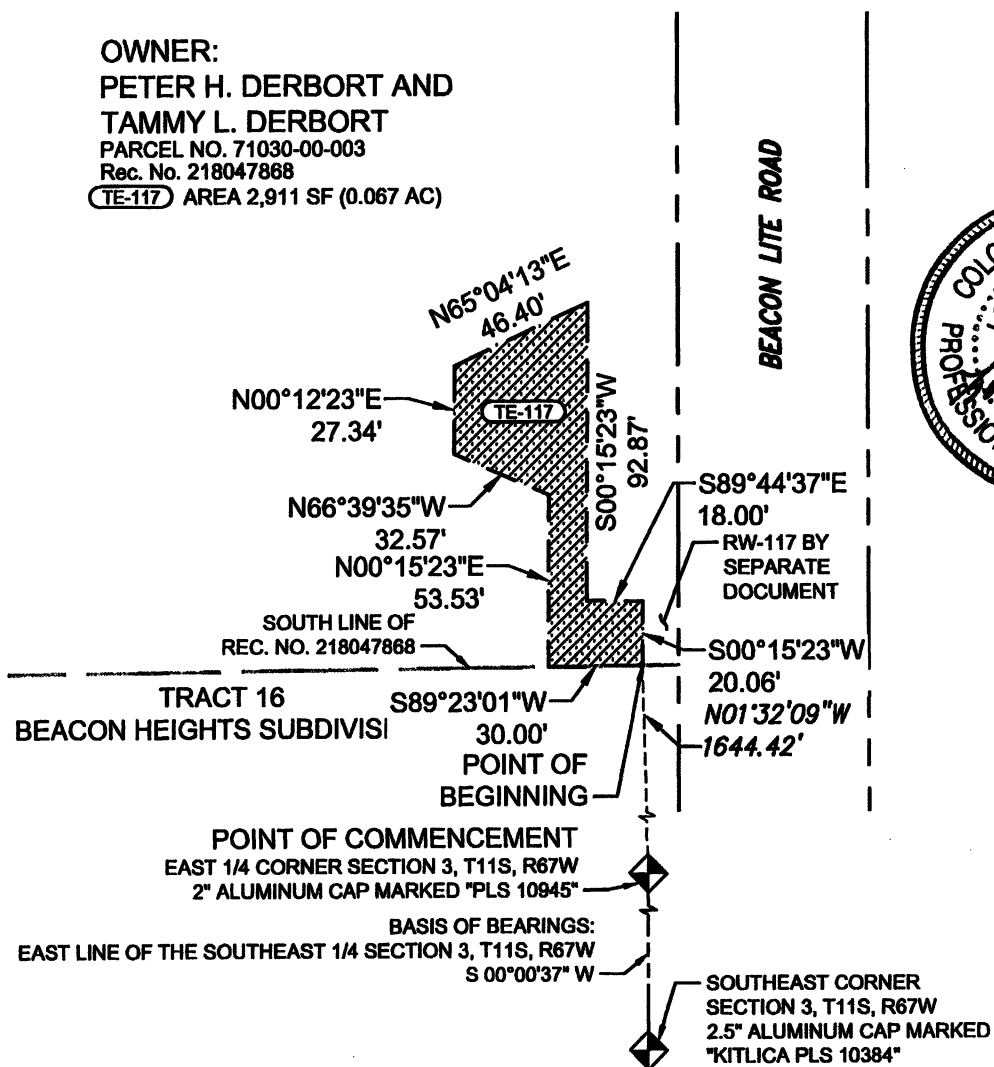 OWNER:
PETER H. DERBORT AND
TAMMY L. DERBORT
PARCEL NO. 71030-00-003
Rec. No. 218047868
TE-117 AREA 2,911 SF (0.067 AC)
BEACON LITE ROAD
PROFESSIO
N65°04'13"E
46.40'
N00°12'23"E
27.34'
TE-117
S00°15'23"W
92.87'
N66°39'35"W
32.57'
S89°44'37"E
18.00'
RW-117 BY
SEPARATE
DOCUMENT
N00°15'23"E
53.53'
SOUTH LINE OF
REC. NO. 218047868
S00°15'23"W
20.06'
TRACT 16
BEACON HEIGHTS SUBDIVISI
S89°23'01"W
30.00'
N01°32'09"W
1644.42'
POINT OF
BEGINNING
POINT OF COMMENCEMENT
EAST 1/4 CORNER SECTION 3, T11S, R67W
2" ALUMINUM CAP MARKED "PLS 10945"
BASIS OF BEARINGS:
EAST LINE OF THE SOUTHEAST 1/4 SECTION 3, T11S, R67W
S 00°00'37" W
SOUTHEAST CORNER
SECTION 3, T11S, R67W
2.5" ALUMINUM CAP MARKED
"KITLICA PLS 10384"